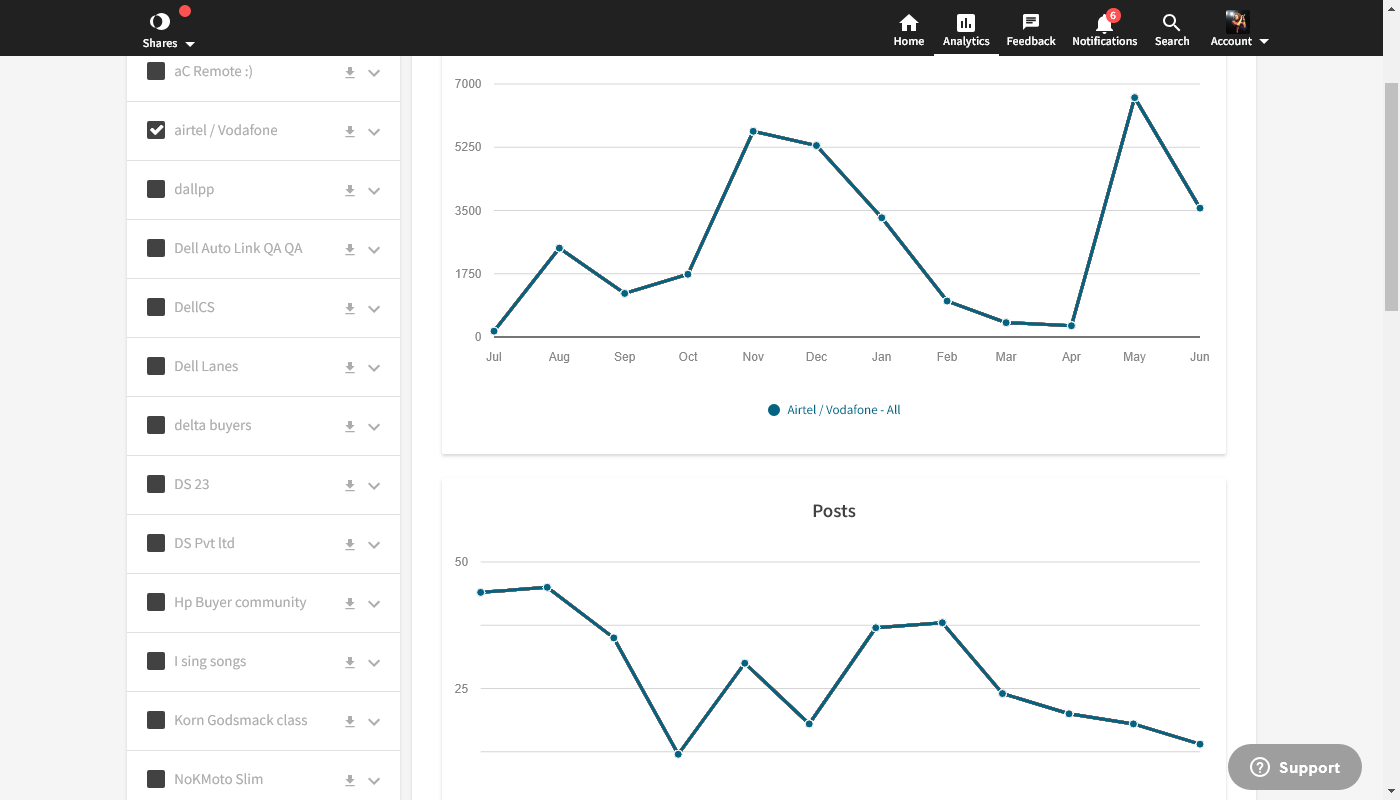 Shares
Home
Analytics
Feedback
6
Notifications
Search
Account
aC Remote :)
airtel / Vodafone
dallpp
Dell Auto Link QA QA
DellCS
Dell Lanes
delta buyers
DS 23
DS Pvt ltd
Hp Buyer community
I sing songs
Korn Godsmack class
NoKMoto Slim
7000
5250
3500
1750
0
Jul Aug Sep Oct Nov Dec Jan Feb Mar Apr May Jun
Airtel / Vodafone - All
Posts
50
25
Support